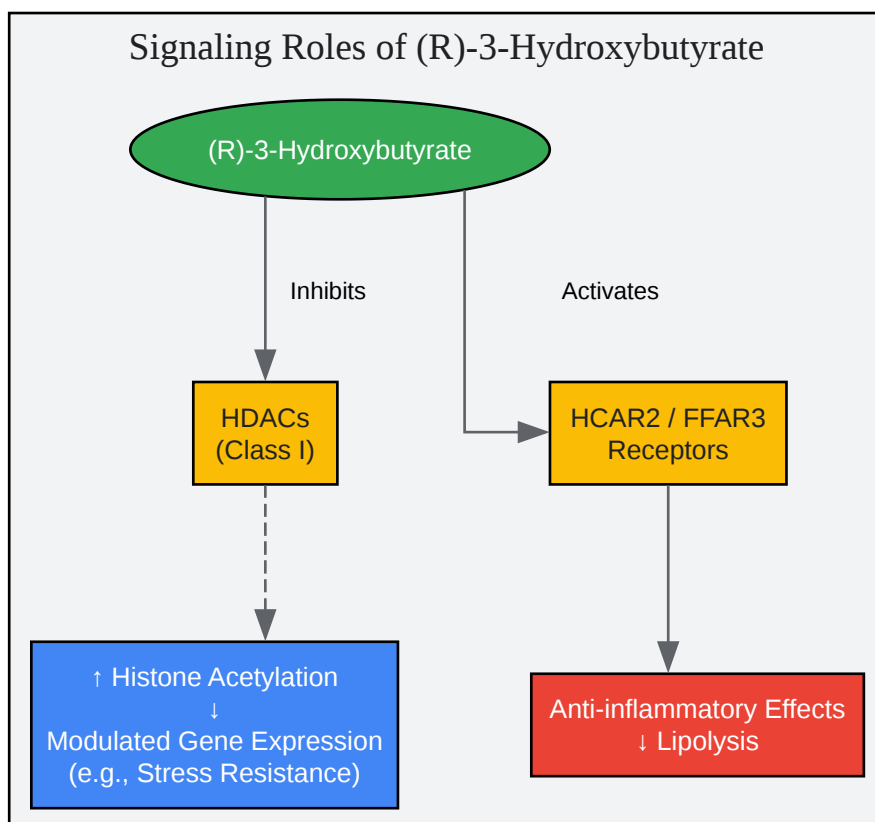 Signaling Roles of (R)-3-Hydroxybutyrate
(R)-3-Hydroxybutyrate
Inhibits
Activates
HDACs
(Class I)
HCAR2 / FFAR3
Receptors
↑ Histone Acetylation
↓
Modulated Gene Expression
(e.g., Stress Resistance)
Anti-inflammatory Effects
↓ Lipolysis